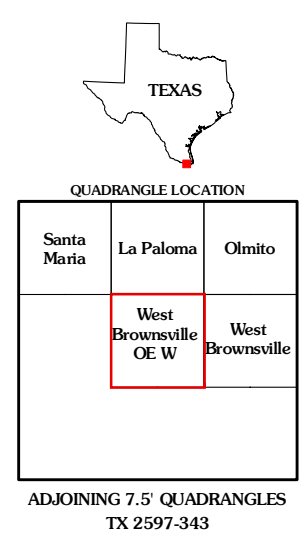 TEXAS
QUADRANGLE LOCATION
Santa
Maria
La Paloma
Olmito
West
Brownsville
OE W
West
Brownsville
ADJOINING 7.5' QUADRANGLES
TX 2597-343